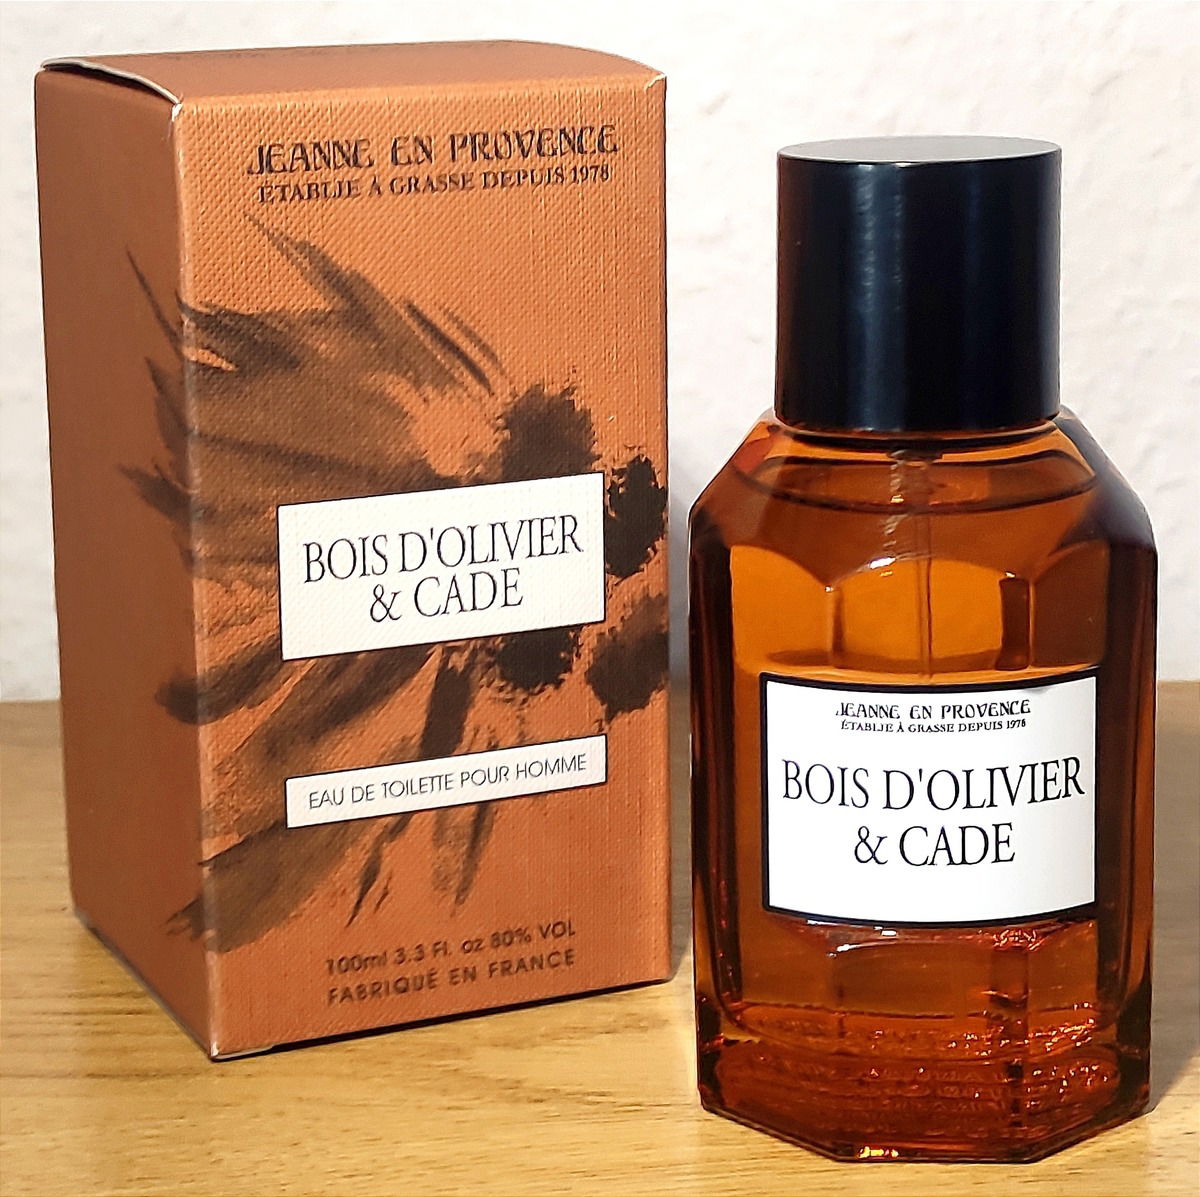 JEANNE EN PROVENCE
ÉTABLIE À GRASSE DEPUIS 1978
BOIS D'OLIVIER
& CADE
EAU DE TOILETTE POUR HOMME
100ml 3.3 Fl. oz 80% VOL
FABRIQUÉ EN FRANCE
JEANNE EN PROVENCE
ÉTABLIE À GRASSE DEPUIS 1978
BOIS D'OLIVIER
& CADE